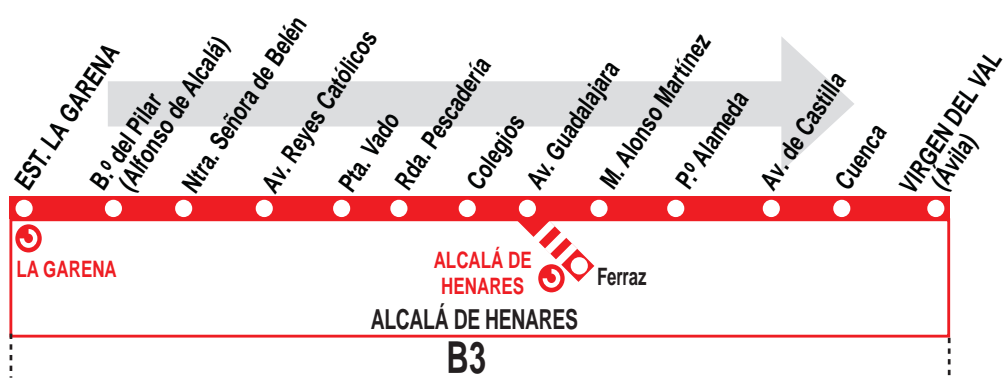 EST. LA GARENA
B.º del Pilar
(Alfonso de Alcalá)
Ntra. Señora de Belén
Av. Reyes Católicos
Pta. Vado
Rda. Pescadería
Colegios
Av. Guadalajara
M. Alonso Martínez
P.º Alameda
Av. de Castilla
Cuenca
VIRGEN DEL VAL
(Ávila)
LA GARENA
ALCALÁ DE
HENARES
Ferraz
ALCALÁ DE HENARES
B3